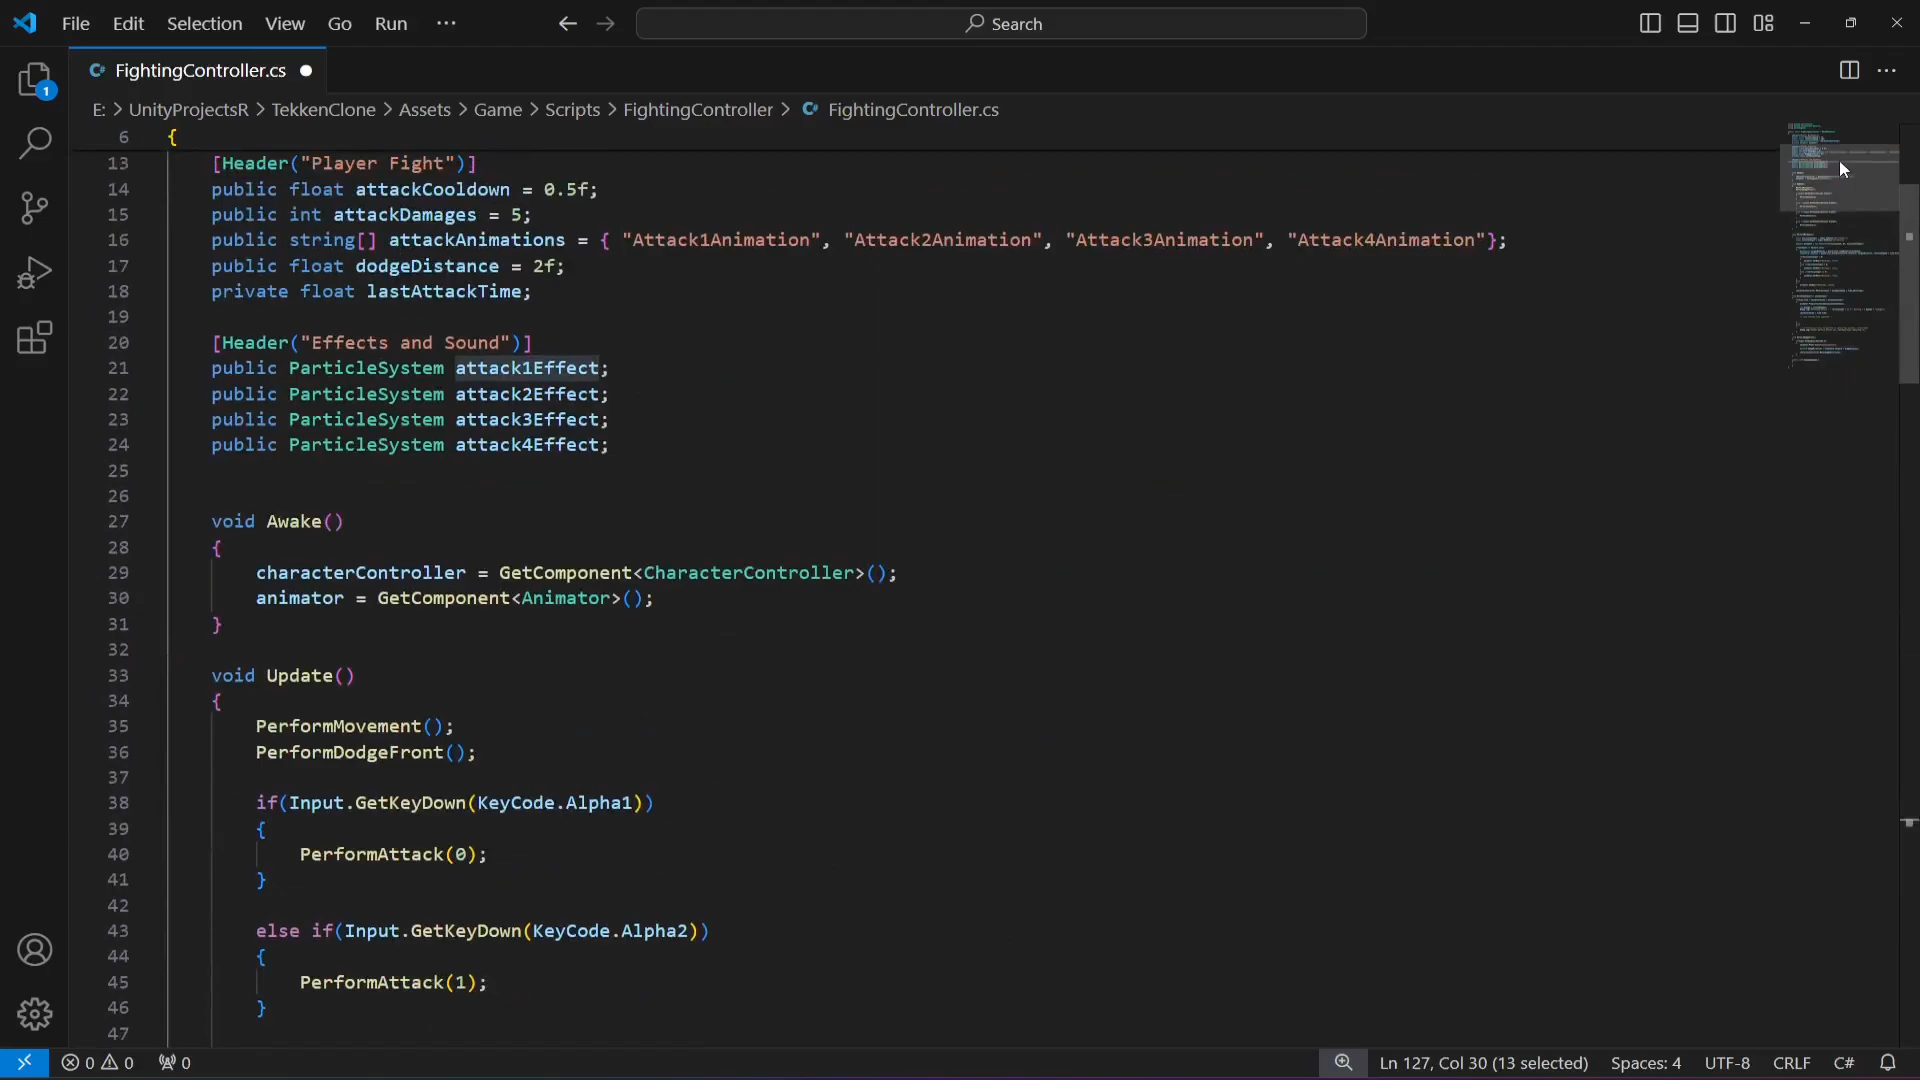 File Edit Selection View Go Run ··· Search
C# FightingController.cs
1
E: > UnityProjectsR > TekkenClone > Assets > Game > Scripts > FightingController > C# FightingController.cs
6 {
13 [Header("Player Fight")]
14 public float attackCooldown = 0.5f;
15 public int attackDamages = 5;
16 public string[] attackAnimations = { "Attack1Animation", "Attack2Animation", "Attack3Animation", "Attack4Animation"};
17 public float dodgeDistance = 2f;
18 private float lastAttackTime;
19
20 [Header("Effects and Sound")]
21 public ParticleSystem attack1Effect;
22 public ParticleSystem attack2Effect;
23 public ParticleSystem attack3Effect;
24 public ParticleSystem attack4Effect;
25
26
27 void Awake()
28 {
29 characterController = GetComponent<CharacterController>();
30 animator = GetComponent<Animator>();
31 }
32
33 void Update()
34 {
35 PerformMovement();
36 PerformDodgeFront();
37
38 if(Input.GetKeyDown(KeyCode.Alpha1))
39 {
40 PerformAttack(0);
41 }
42
43 else if(Input.GetKeyDown(KeyCode.Alpha2))
44 {
45 PerformAttack(1);
46 }
47
0 0 0 Ln 127, Col 30 (13 selected) Spaces: 4 UTF-8 CRLF C#